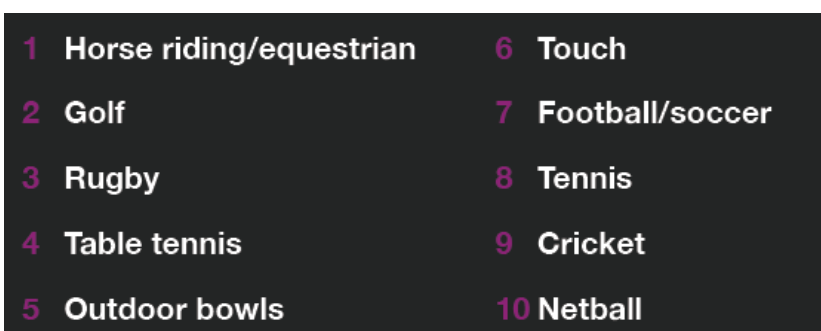 1 Horse riding/equestrian
2 Golf
3 Rugby
4 Table tennis
5 Outdoor bowls
6 Touch
7 Football/soccer
8 Tennis
9 Cricket
10 Netball